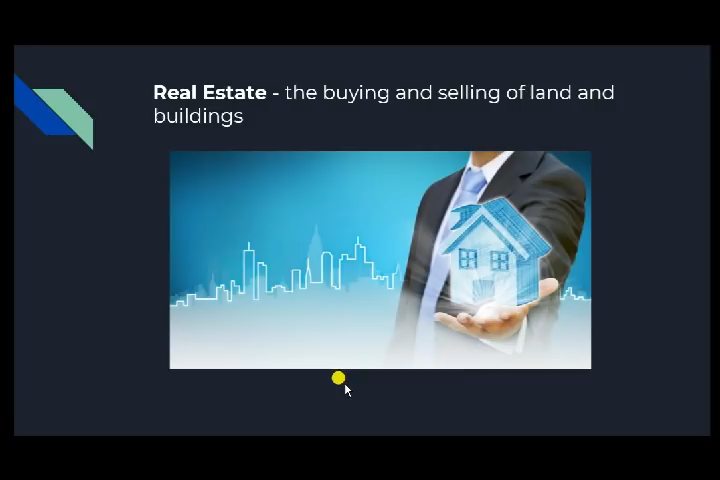 Real Estate - the buying and selling of land and
buildings